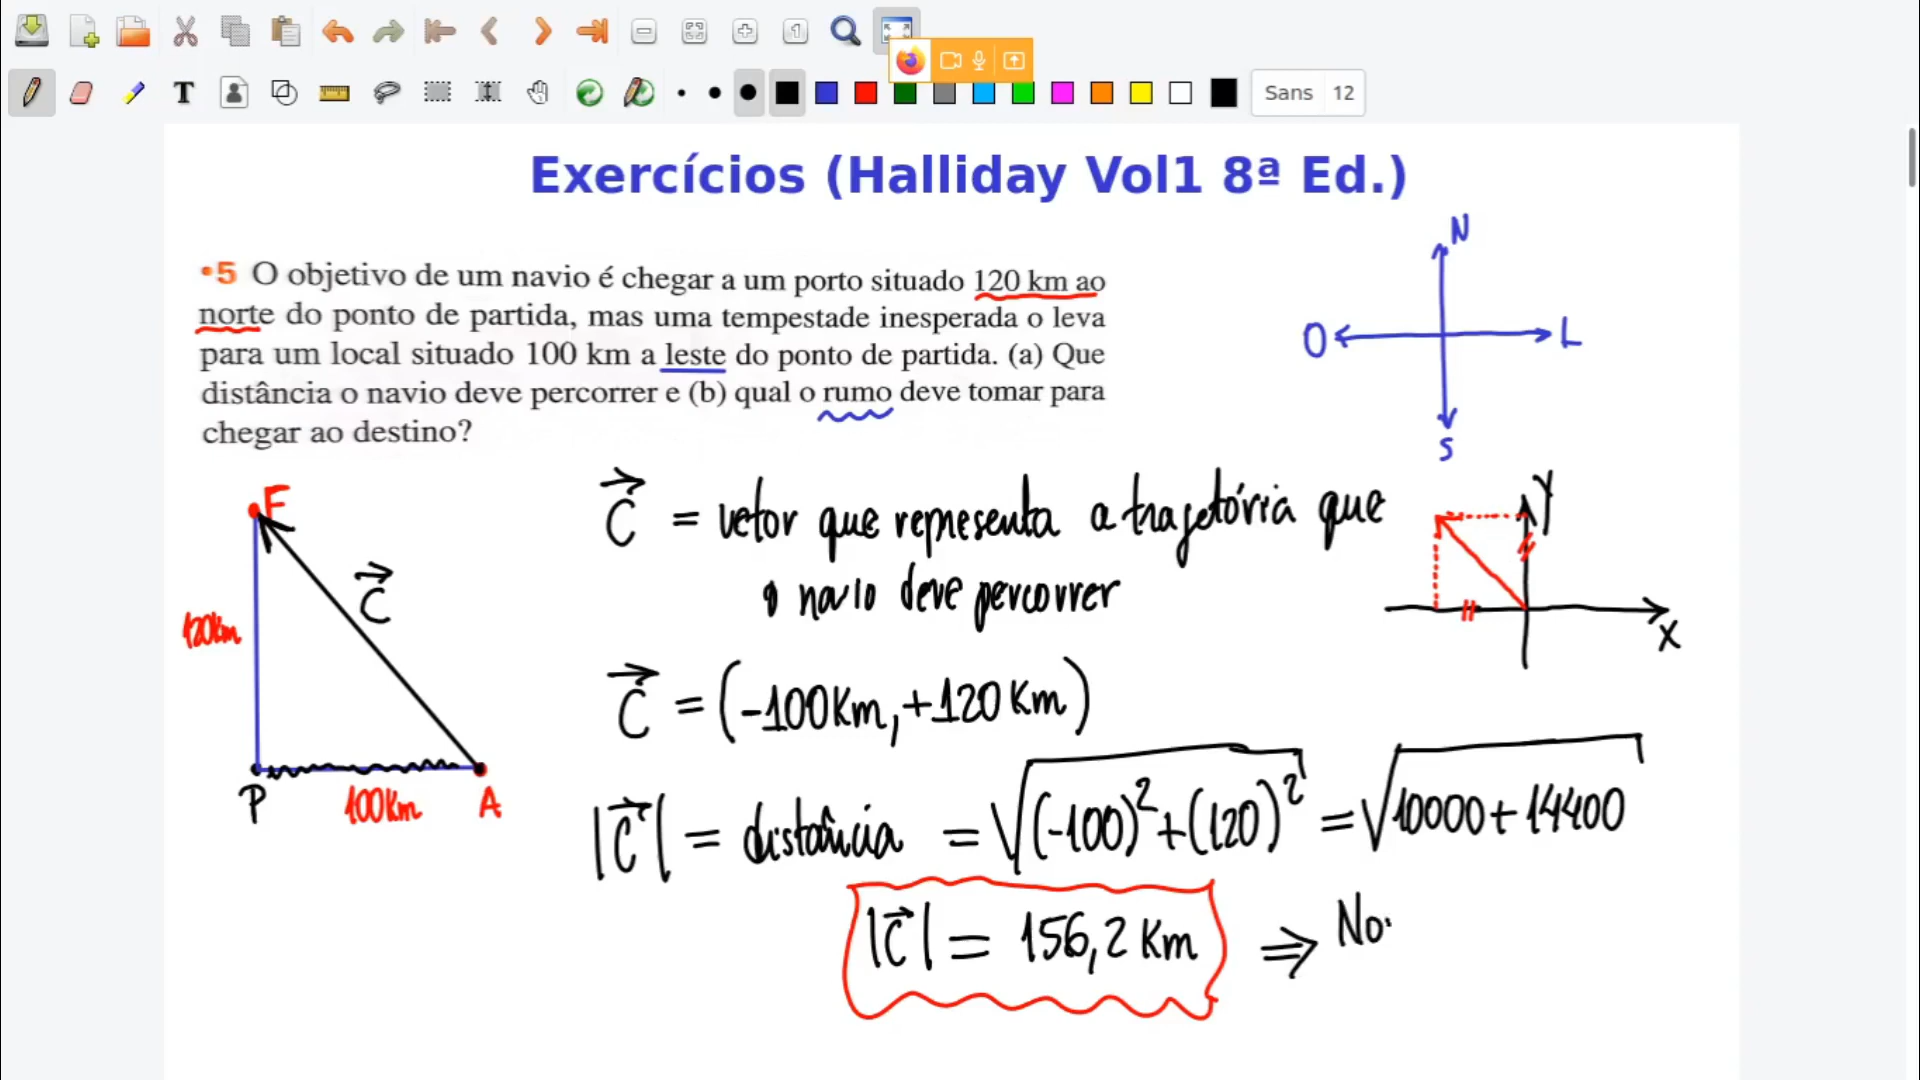 T
Sans 12
Exercícios (Halliday Vol1 8ª Ed.)
•5 O objetivo de um navio é chegar a um porto situado 120 km ao
norte do ponto de partida, mas uma tempestade inesperada o leva
para um local situado 100 km a leste do ponto de partida. (a) Que
distância o navio deve percorrer e (b) qual o rumo deve tomar para
chegar ao destino?
N
O L
S
F
C
120Km
P 100Km A
C = vetor que representa a tragetória que
o navio deve percorrer
Y
X
C = (-100Km, +120Km)
|C| = distância = √(-100)²+(120)² = √10000+14400
|C| = 156,2 Km ⇒ No